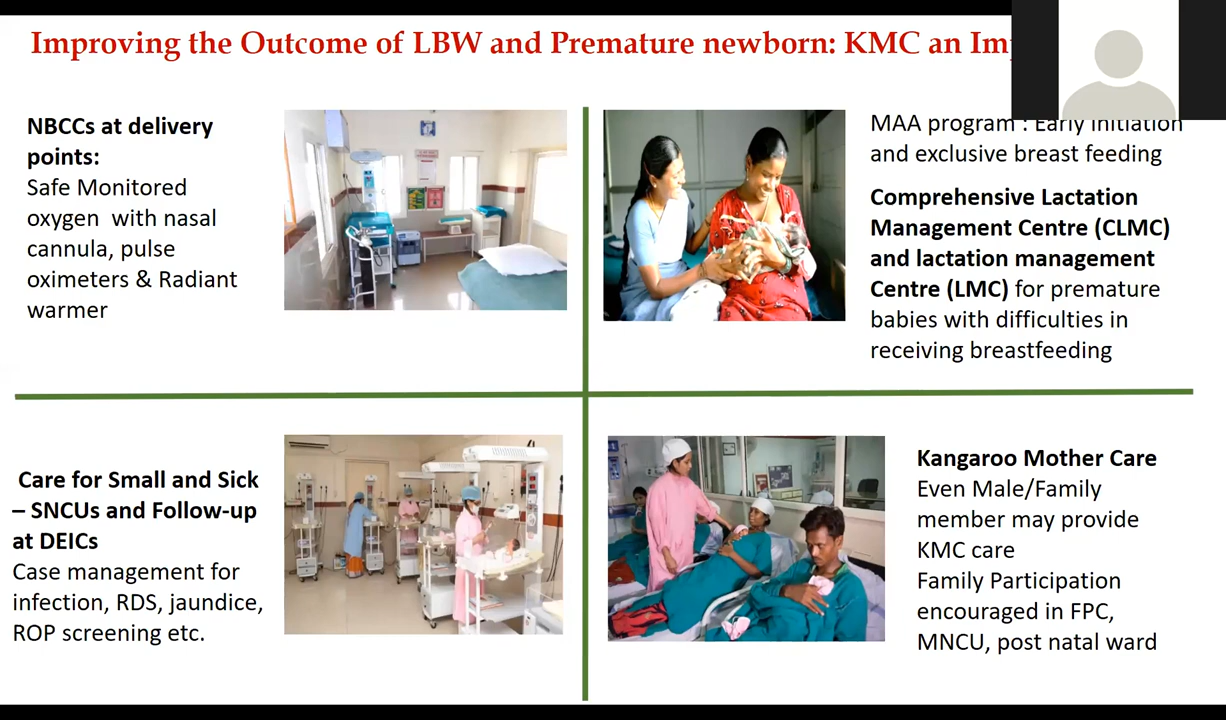 Improving the Outcome of LBW and Premature newborn: KMC an
NBCCs at delivery
points:
Safe Monitored
oxygen with nasal
cannula, pulse
oximeters & Radiant
warmer
MAA program : Early Initiation
and exclusive breast feeding
Comprehensive Lactation
Management Centre (CLMC)
and lactation management
Centre (LMC) for premature
babies with difficulties in
receiving breastfeeding
Care for Small and Sick
– SNCUs and Follow-up
at DEICs
Case management for
infection, RDS, jaundice,
ROP screening etc.
Kangaroo Mother Care
Even Male/Family
member may provide
KMC care
Family Participation
encouraged in FPC,
MNCU, post natal ward